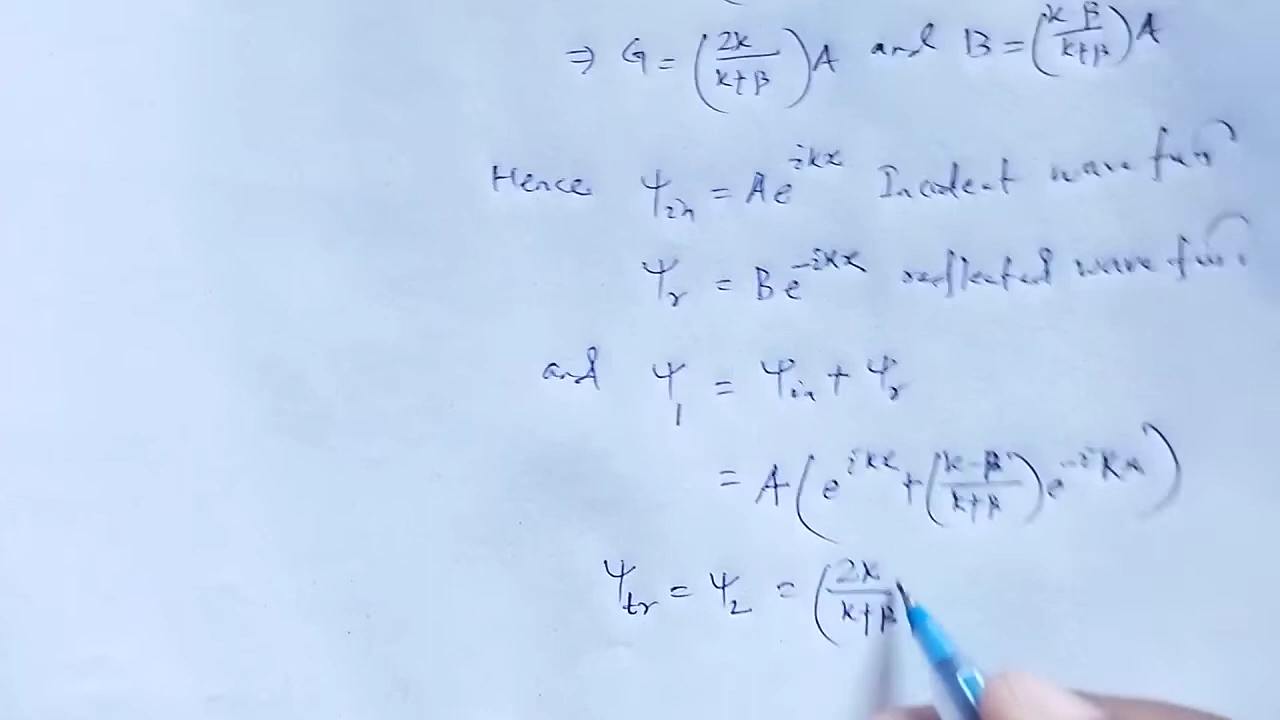 ⇒ G = (2k/k+β)A and B = (k-β/k+β)A
Hence ψin = Ae^ikx Incident wave fun
ψr = Be^-ikx reflected wave fun
and ψ1 = ψin + ψr
= A(e^ikx + (k-β/k+β)e^-ikx)
ψtr = ψ2 = (2k/k+β